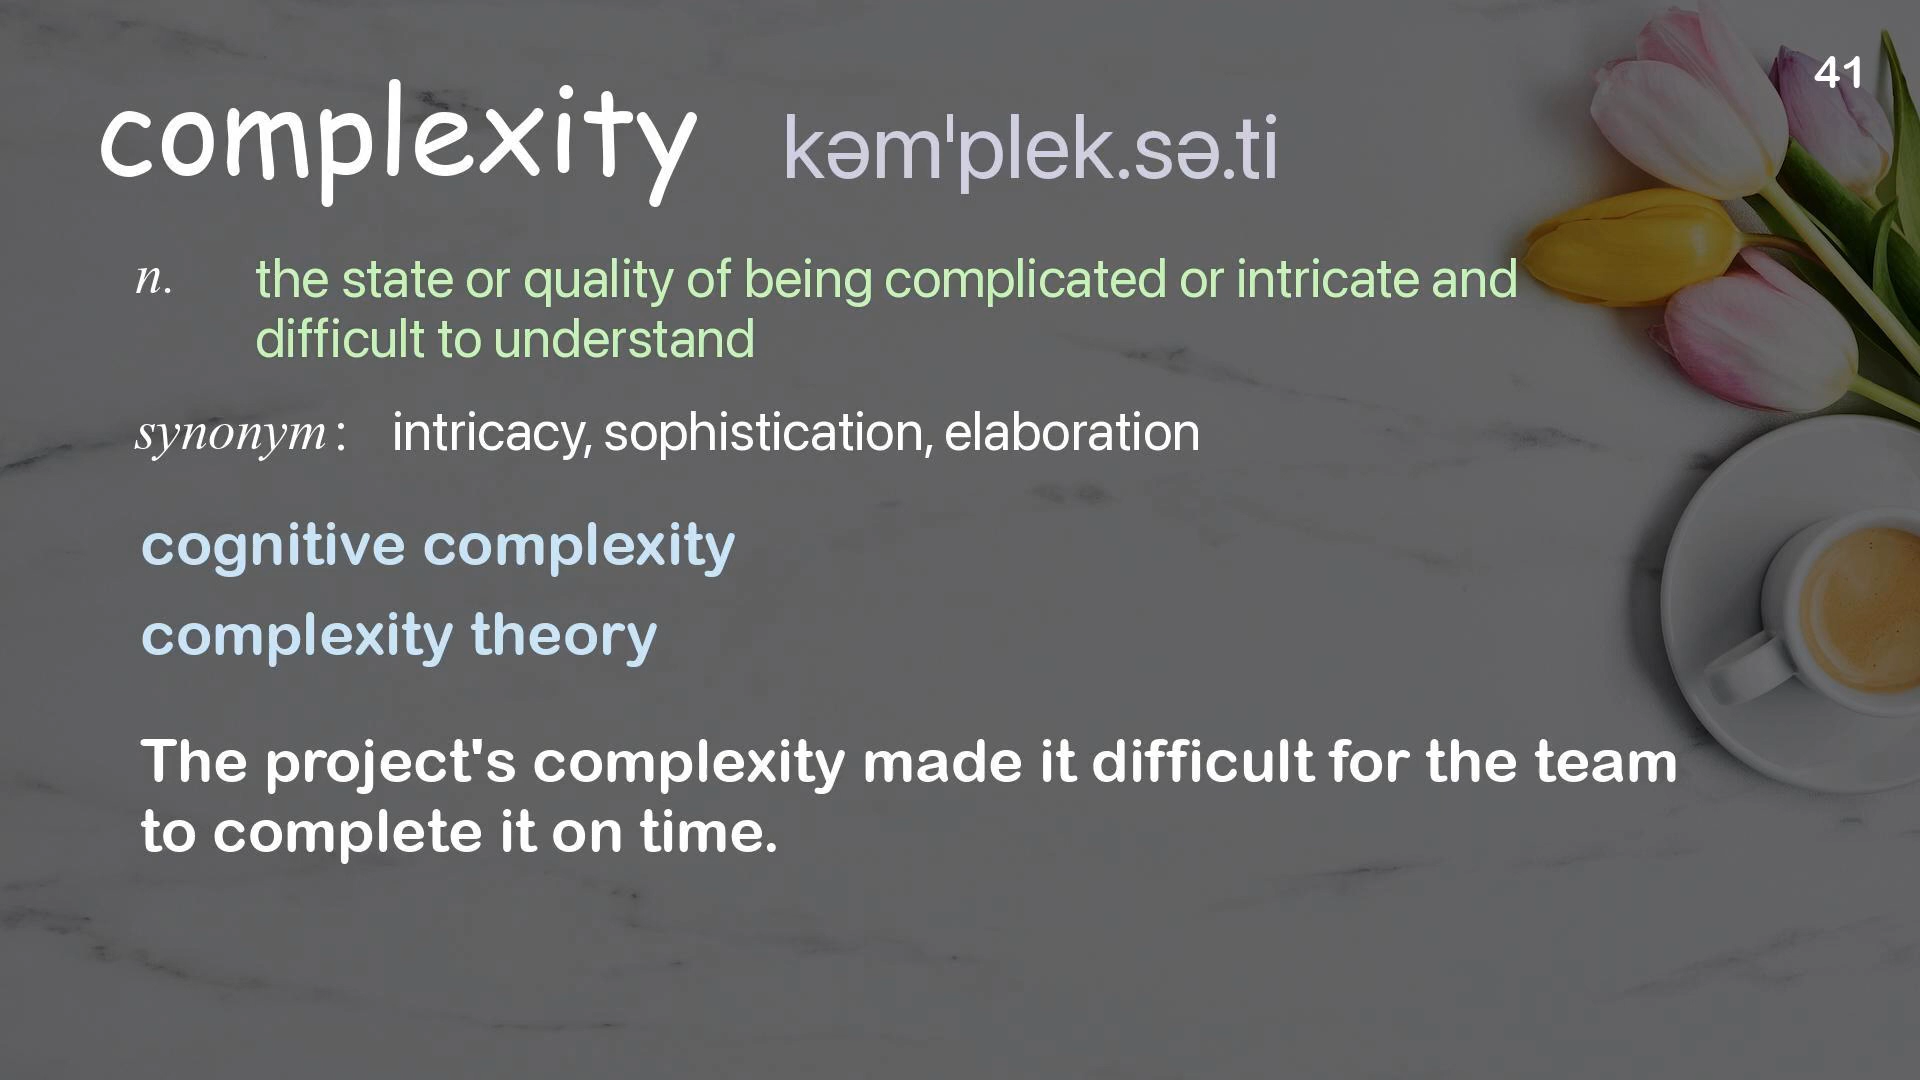 41
complexity kəm'plek.sə.ti
n. the state or quality of being complicated or intricate and
difficult to understand
synonym: intricacy, sophistication, elaboration
cognitive complexity
complexity theory
The project's complexity made it difficult for the team
to complete it on time.